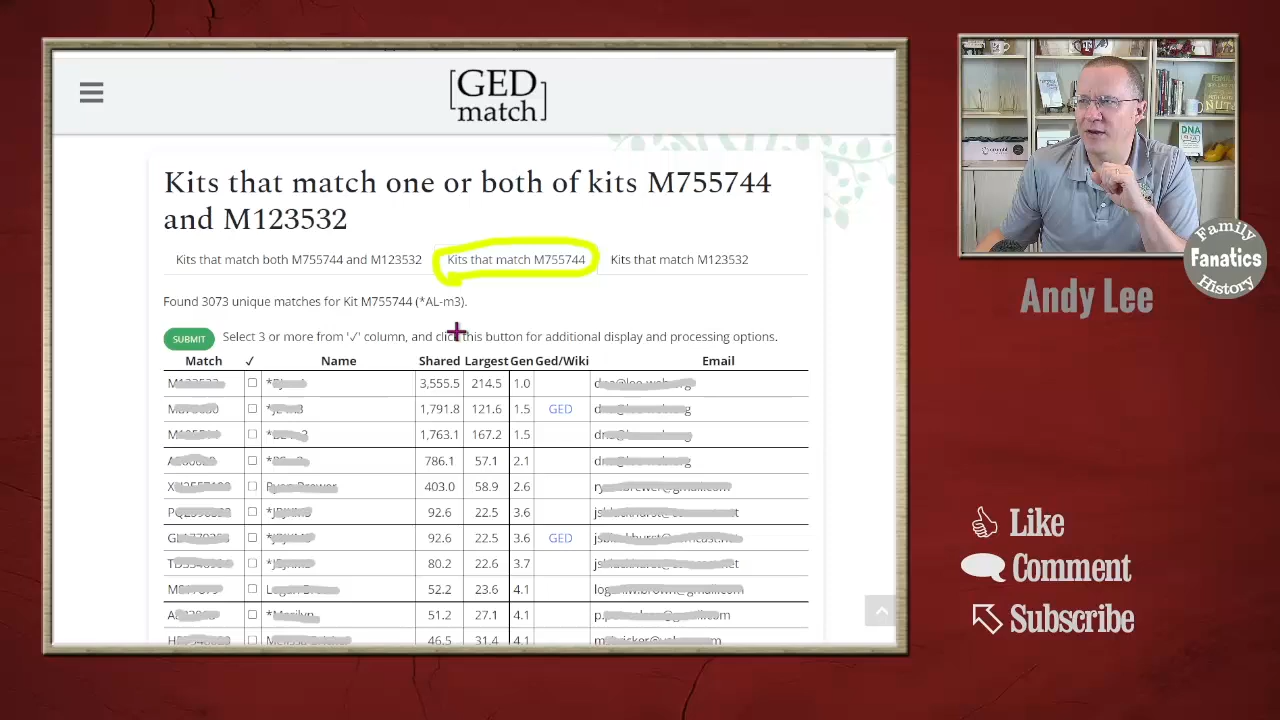 [GED
match]
Kits that match one or both of kits M755744
and M123532
Kits that match both M755744 and M123532 Kits that match M755744 Kits that match M123532
Found 3073 unique matches for Kit M755744 (*AL-m3).
SUBMIT Select 3 or more from '✓' column, and click this button for additional display and processing options.
Match ✓ Name Shared Largest Gen Ged/Wiki Email
3,555.5 214.5 1.0
1,791.8 121.6 1.5 GED
1,763.1 167.2 1.5
786.1 57.1 2.1
403.0 58.9 2.6
92.6 22.5 3.6
92.6 22.5 3.6 GED
80.2 22.6 3.7
52.2 23.6 4.1
51.2 27.1 4.1
46.5 31.4 4.1
DNA
NUT
Family
Fanatics
History
Andy Lee
Like
Comment
Subscribe